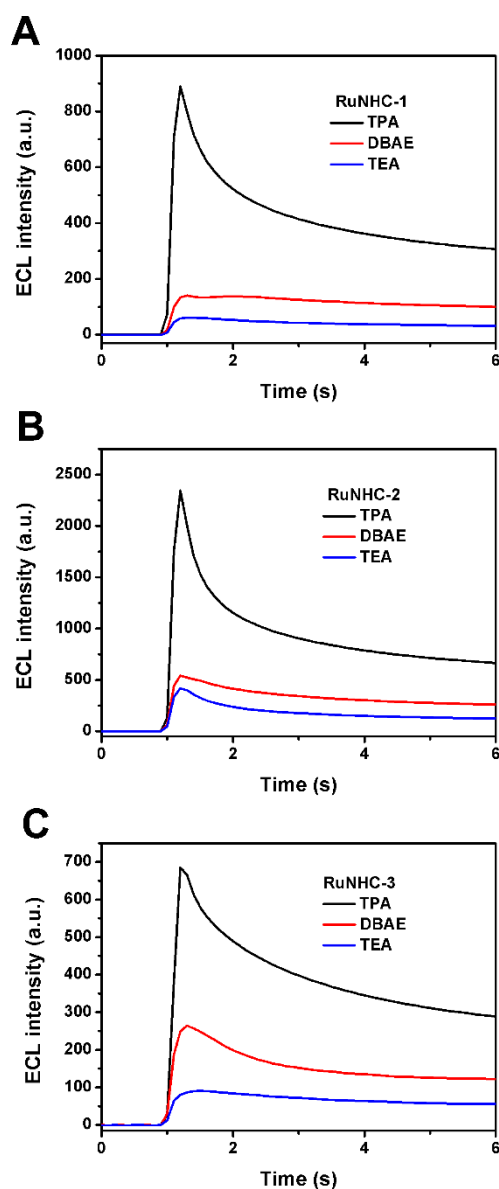 A
ECL intensity (a.u.)
1000
800
600
400
200
0
RuNHC-1
TPA
DBAE
TEA
0 2 4 6
Time (s)
B
ECL intensity (a.u.)
2500
2000
1500
1000
500
0
RuNHC-2
TPA
DBAE
TEA
0 2 4 6
Time (s)
C
ECL intensity (a.u.)
700
600
500
400
300
200
100
0
RuNHC-3
TPA
DBAE
TEA
0 2 4 6
Time (s)